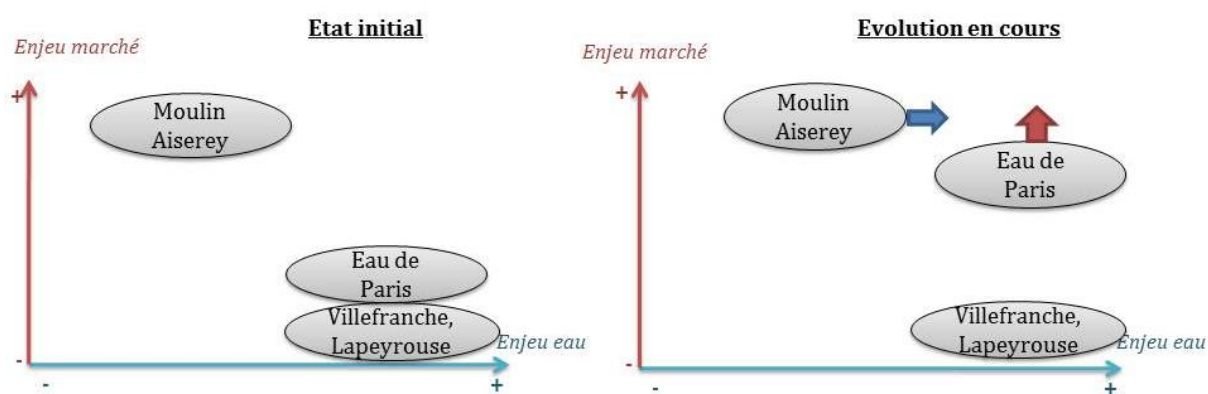 Etat initial
Enjeu marché
+
Moulin
Aiserey
Eau de
Paris
Villefranche,
Lapeyrouse
Enjeu eau
-
-
+
Evolution en cours
Enjeu marché
+
Moulin
Aiserey
Eau de
Paris
Villefranche,
Lapeyrouse
Enjeu eau
-
-
+